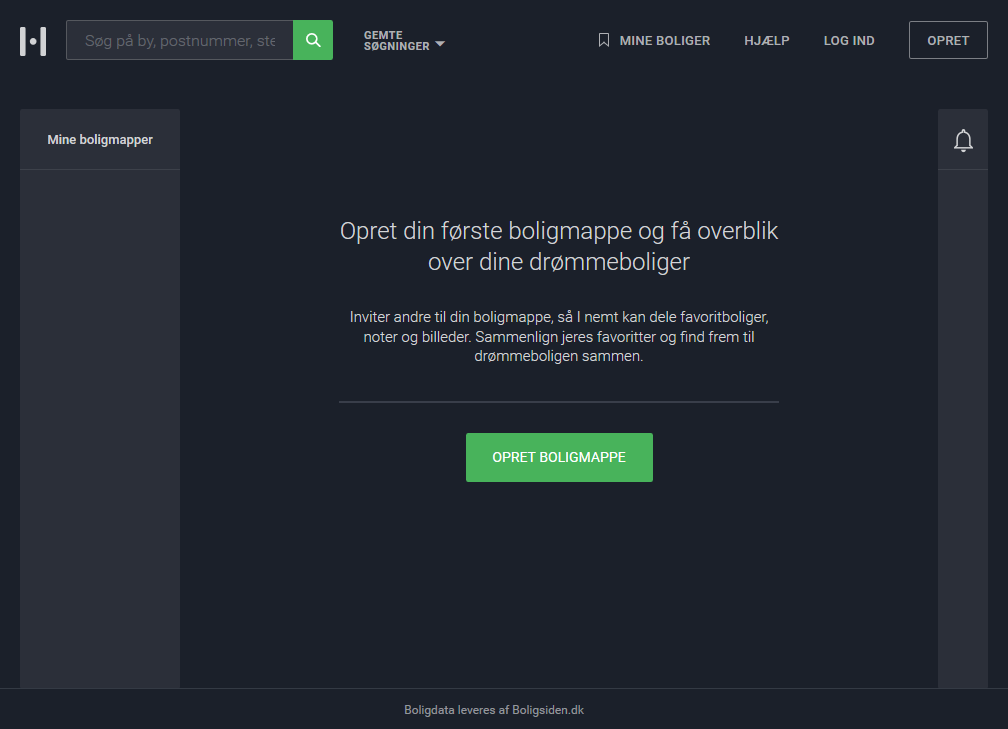 Søg på by, postnummer, ste
GEMTE
SØGNINGER
MINE BOLIGER
HJÆLP
LOG IND
OPRET
Mine boligmapper
Opret din første boligmappe og få overblik
over dine drømmeboliger
Inviter andre til din boligmappe, så I nemt kan dele favoritboliger,
noter og billeder. Sammenlign jeres favoritter og find frem til
drømmeboligen sammen.
OPRET BOLIGMAPPE
Boligdata leveres af Boligsiden.dk